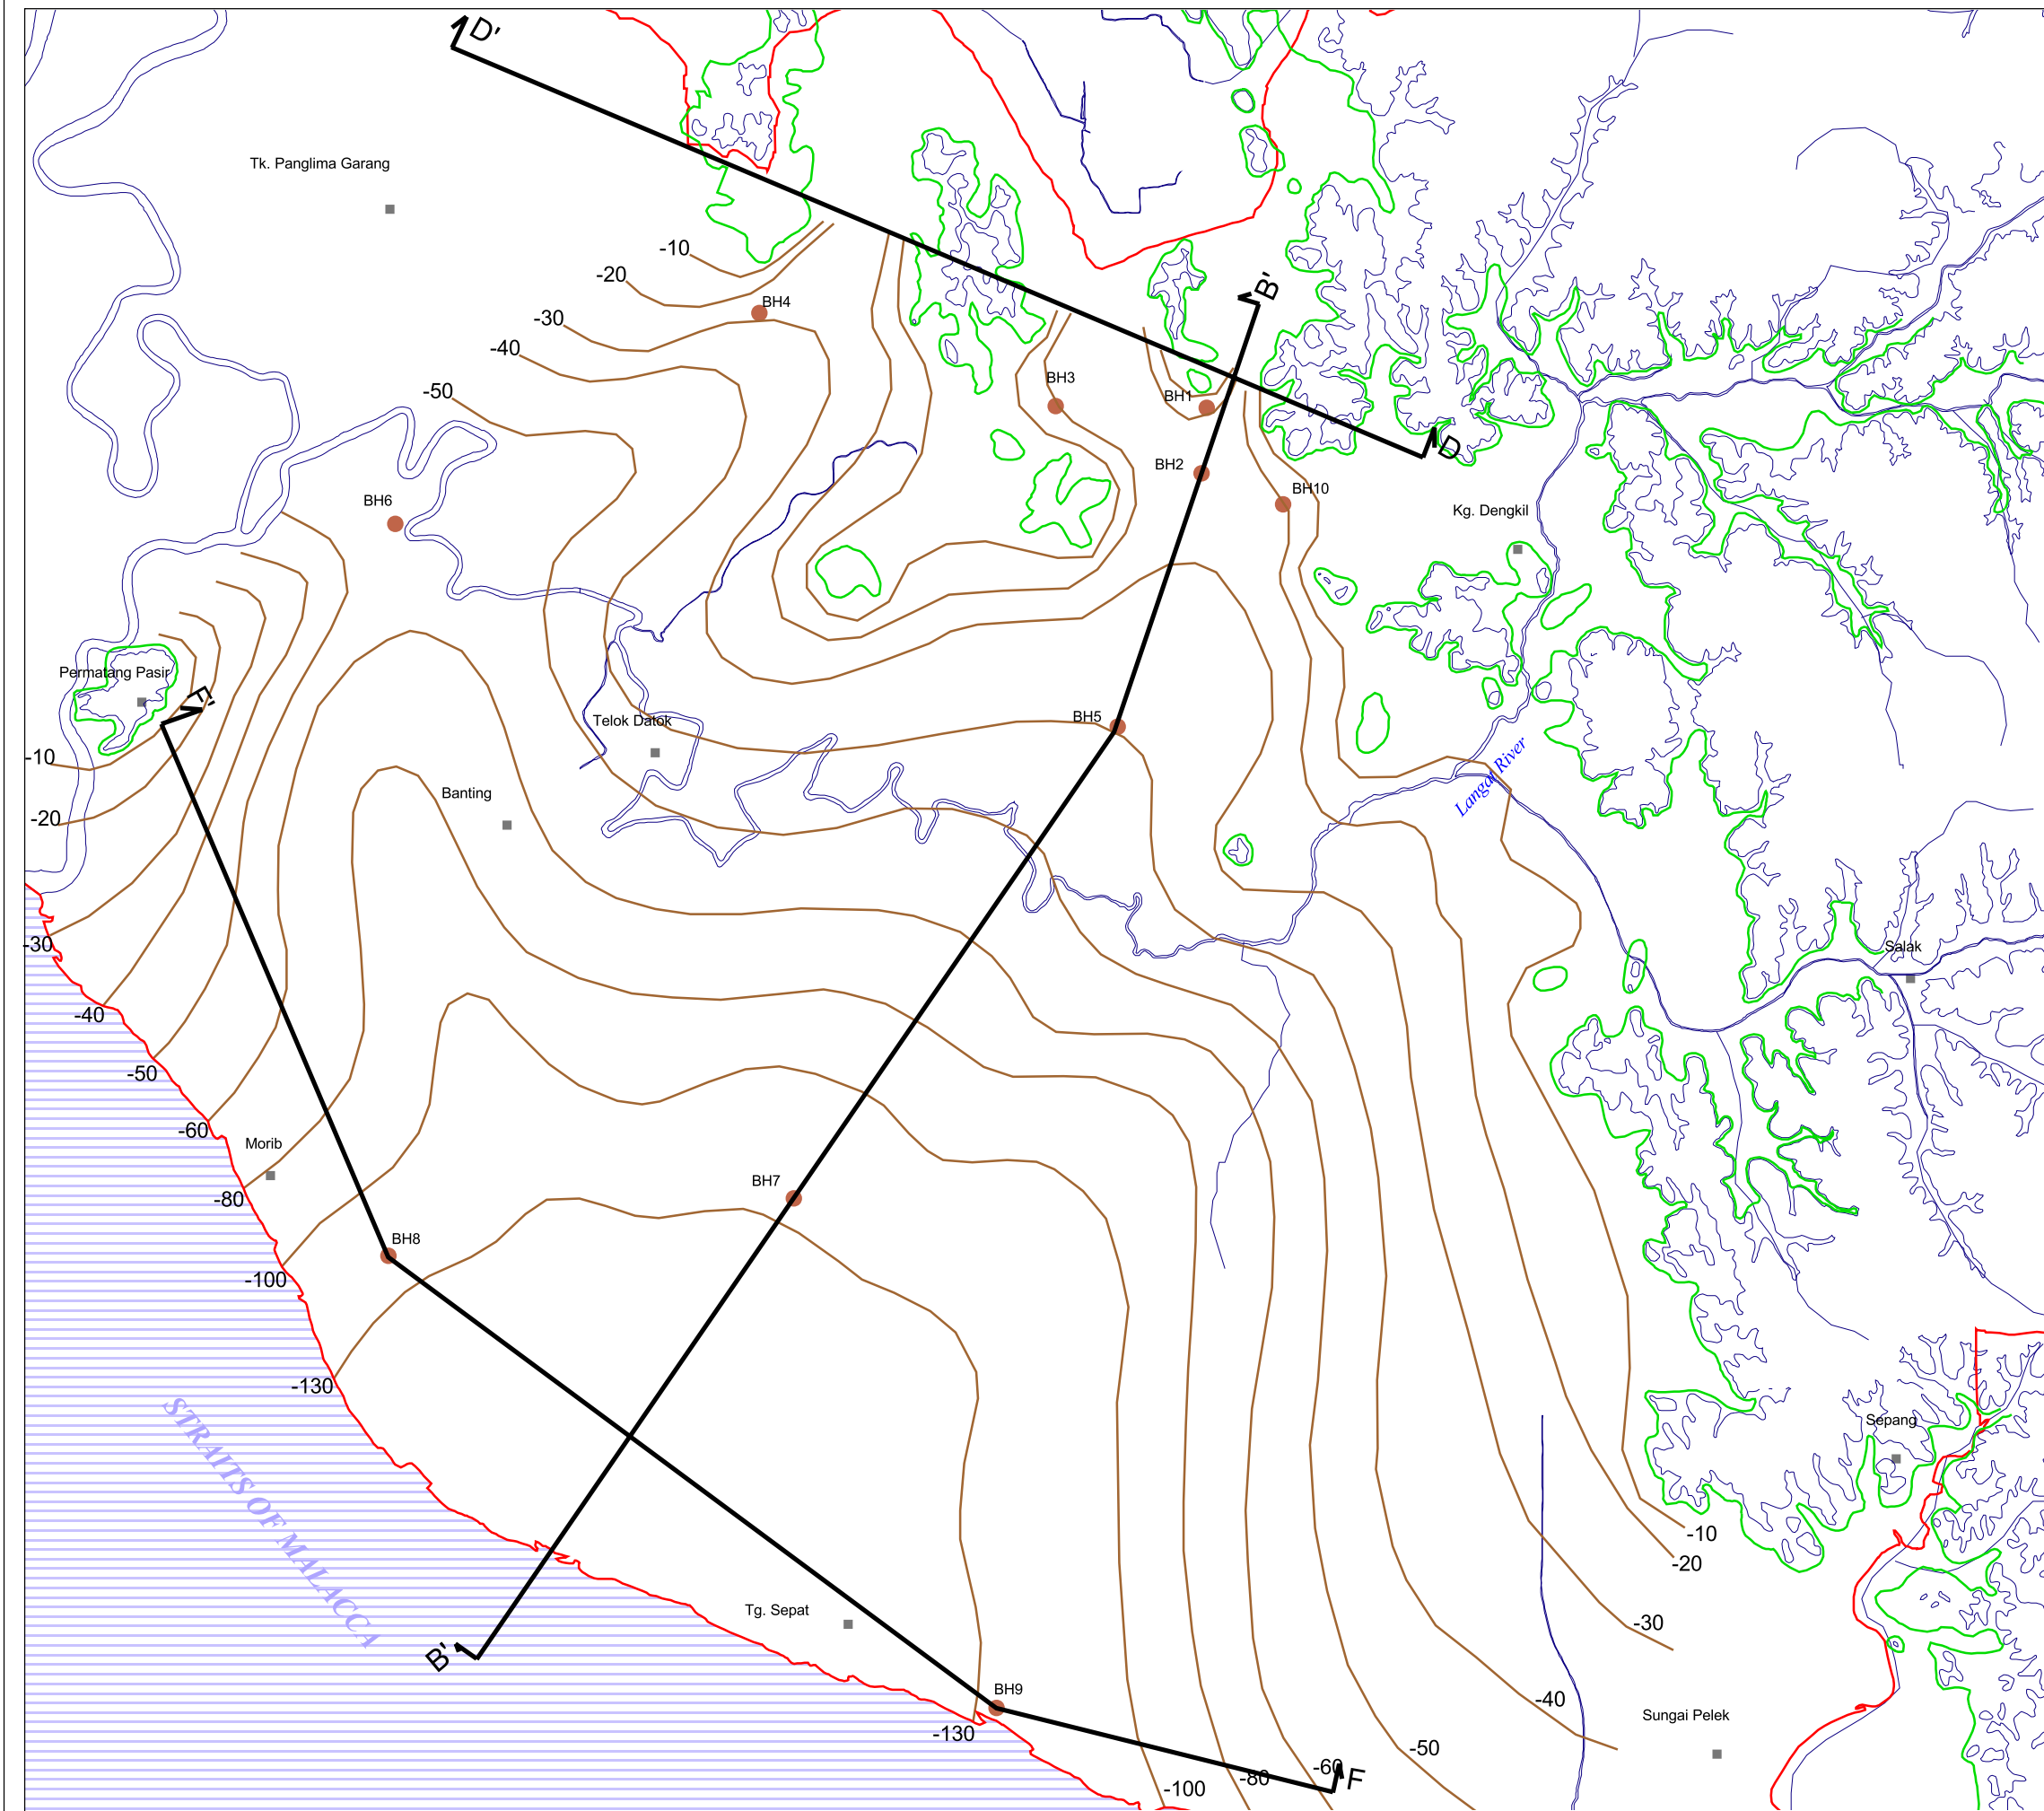 D'
Tk. Panglima Garang
-10
-20
BH4
-30
-40
-50
B'
BH3
BH1
D
BH2
BH10
BH6
Kg. Dengkil
Permatang Pasir
F'
Telok Datok
BH5
-10
Langat River
Banting
-20
-30
Salak
-40
-50
-60
Morib
-80
BH7
BH8
-100
-130
STRAITS OF MALACCA
Sepang
-10
-20
Tg. Sepat
-30
B'
BH9
-40
Sungai Pelek
-130
-50
-60
-80
F
-100